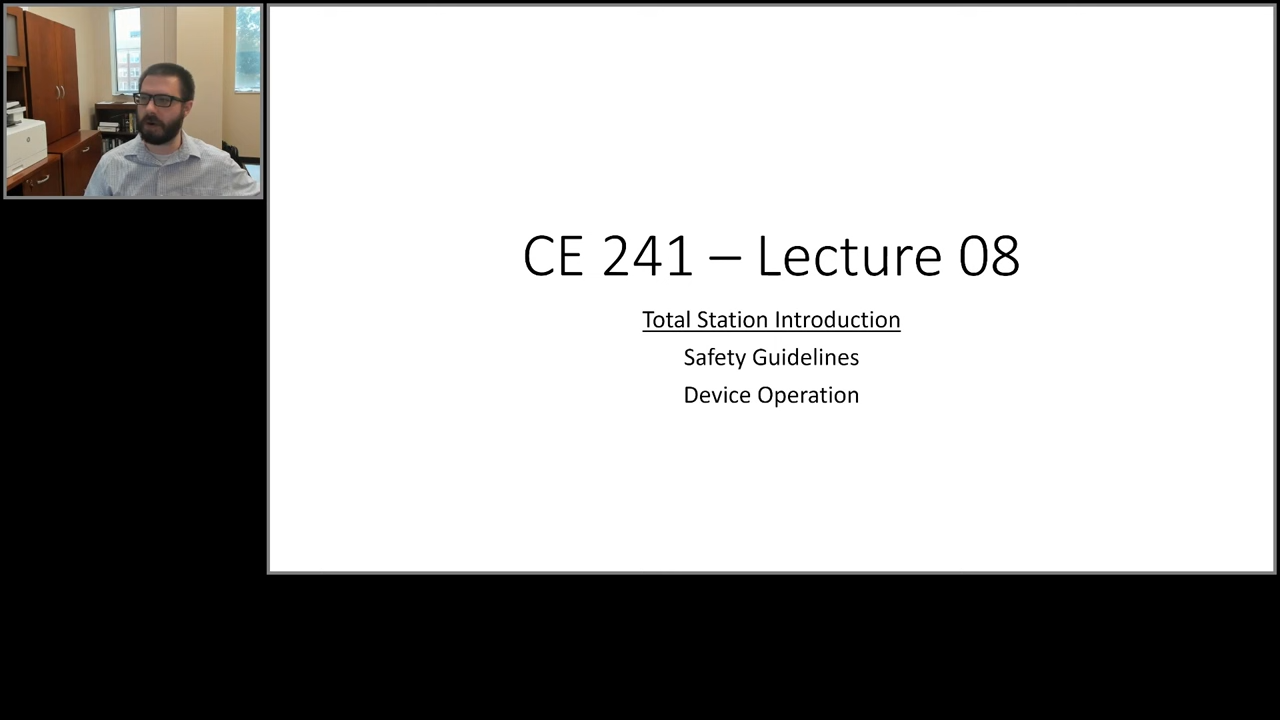 CE 241 – Lecture 08
Total Station Introduction
Safety Guidelines
Device Operation